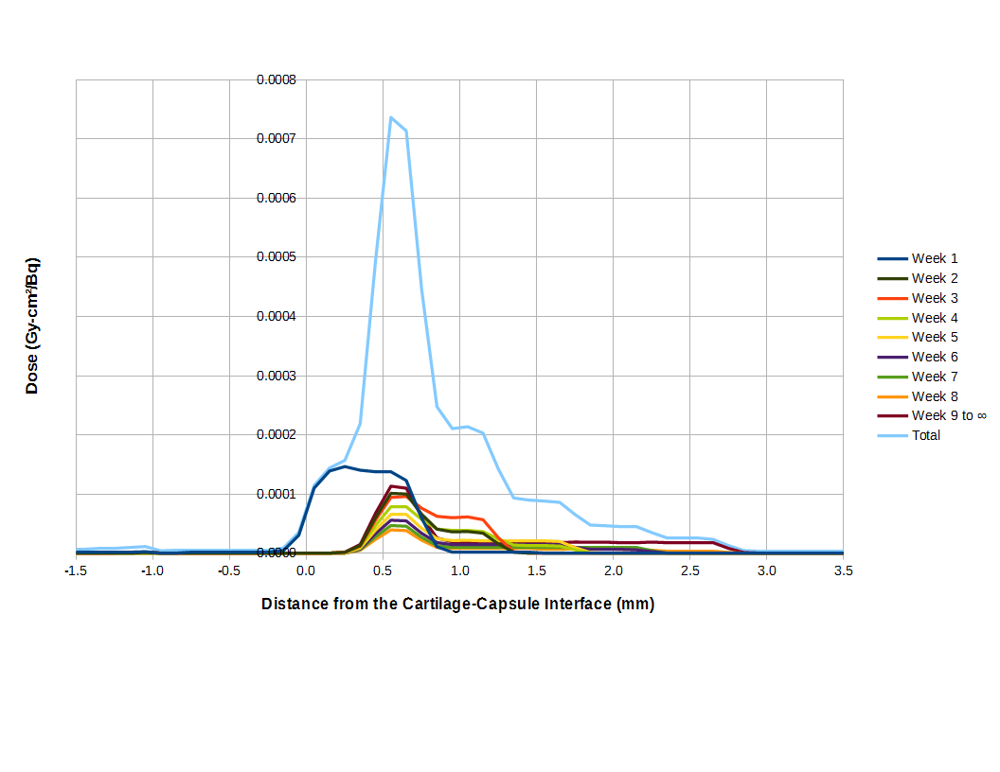 0.0008
0.0007
0.0006
0.0005
0.0004
0.0003
0.0002
0.0001
0.0000
-1.5 -1.0 -0.5 0.0 0.5 1.0 1.5 2.0 2.5 3.0 3.5
Distance from the Cartilage-Capsule Interface (mm)
Dose (Gy-cm²/Bq)
Week 1
Week 2
Week 3
Week 4
Week 5
Week 6
Week 7
Week 8
Week 9 to ∞
Total